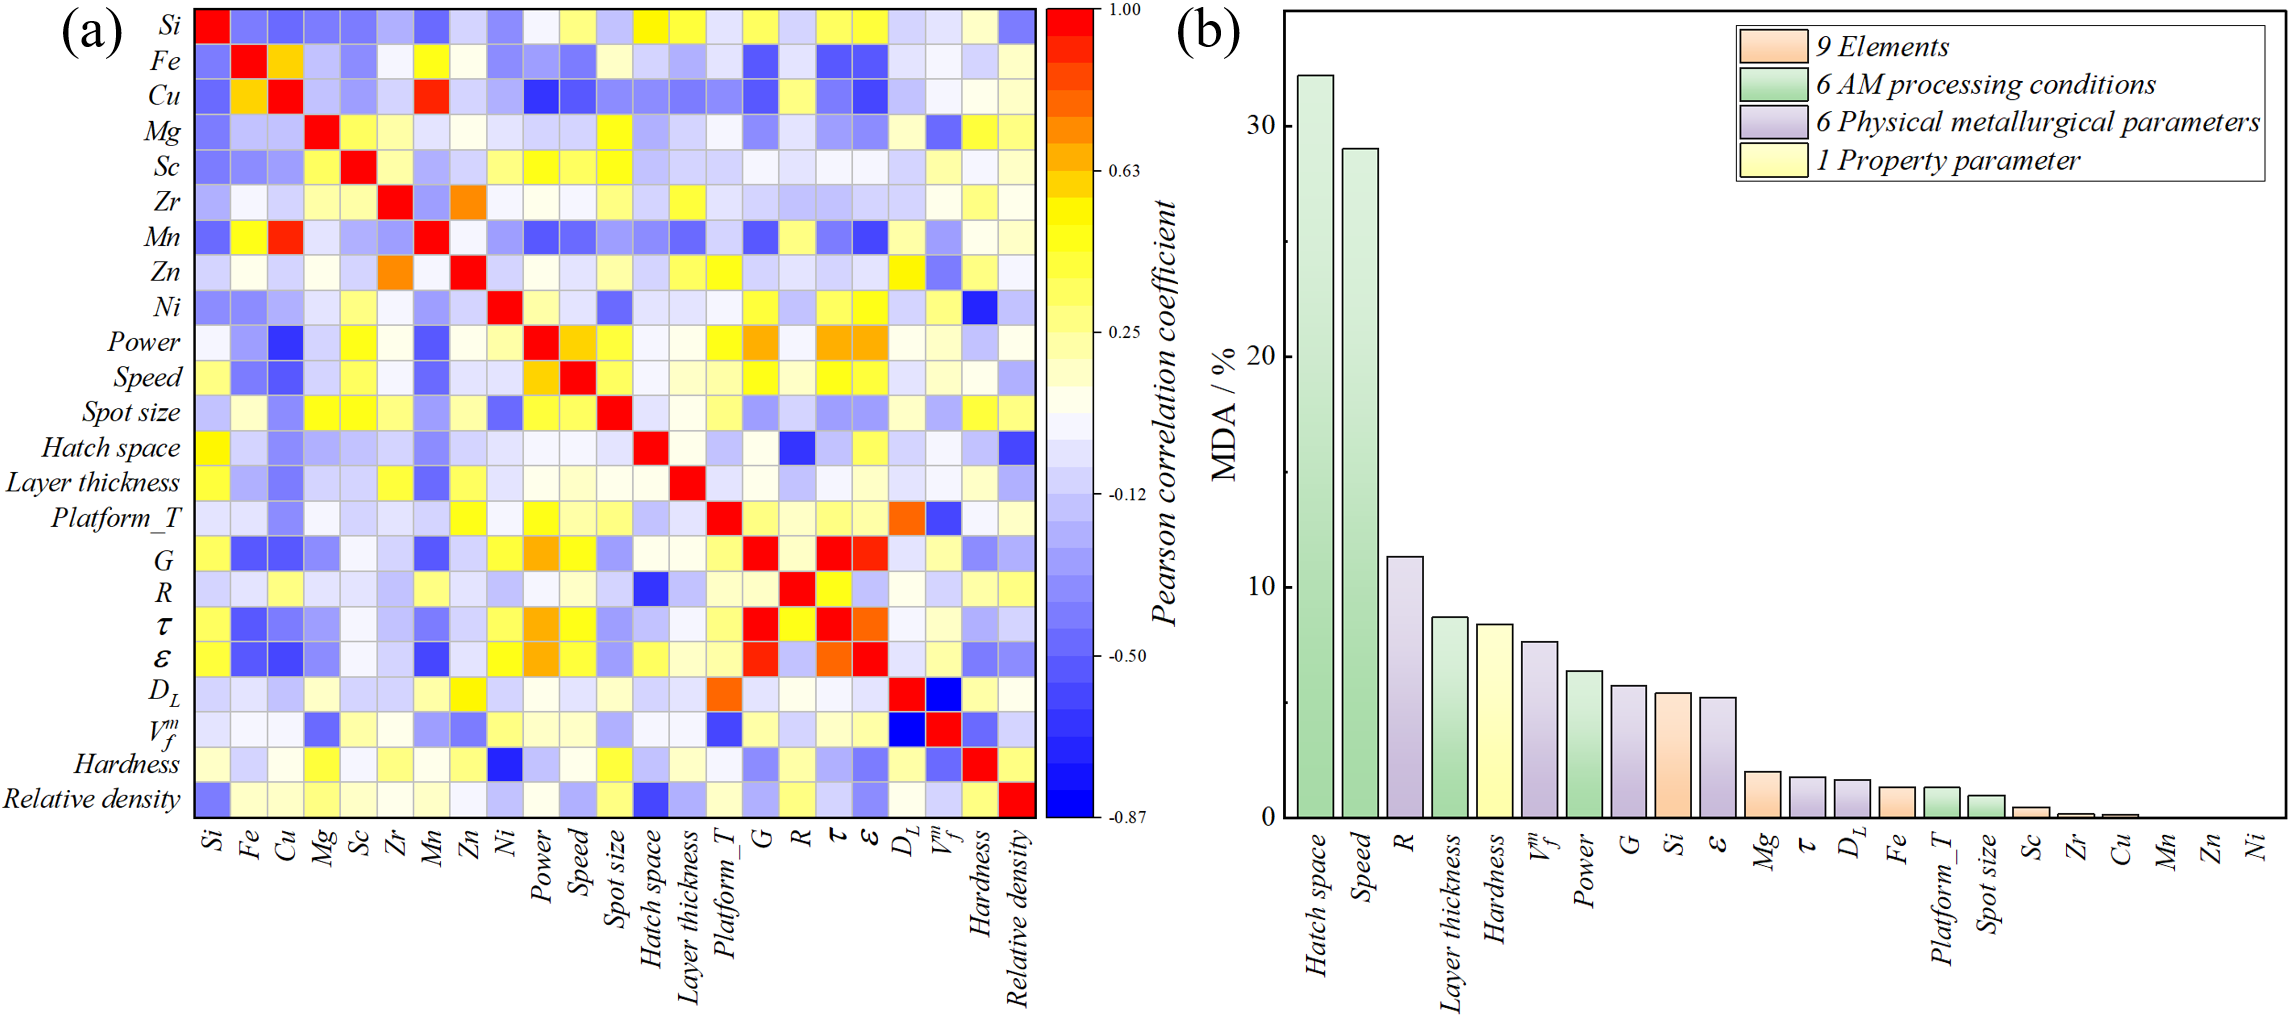 (a)
Si
Fe
Cu
Mg
Sc
Zr
Mn
Zn
Ni
Power
Speed
Spot size
Hatch space
Layer thickness
Platform_T
G
R
τ
ε
D_L
V_f^m
Hardness
Relative density
Si
Fe
Cu
Mg
Sc
Zr
Mn
Zn
Ni
Power
Speed
Spot size
Hatch space
Layer thickness
Platform_T
G
R
τ
ε
D_L
V_f^m
Hardness
Relative density
1.00
0.63
0.25
-0.12
-0.50
-0.87
Pearson correlation coefficient
(b)
9 Elements
6 AM processing conditions
6 Physical metallurgical parameters
1 Property parameter
MDA / %
30
20
10
0
Hatch space
Speed
R
Layer thickness
Hardness
V_f^m
Power
G
Si
ε
Mg
τ
D_L
Fe
Platform_T
Spot size
Sc
Zr
Cu
Mn
Zn
Ni